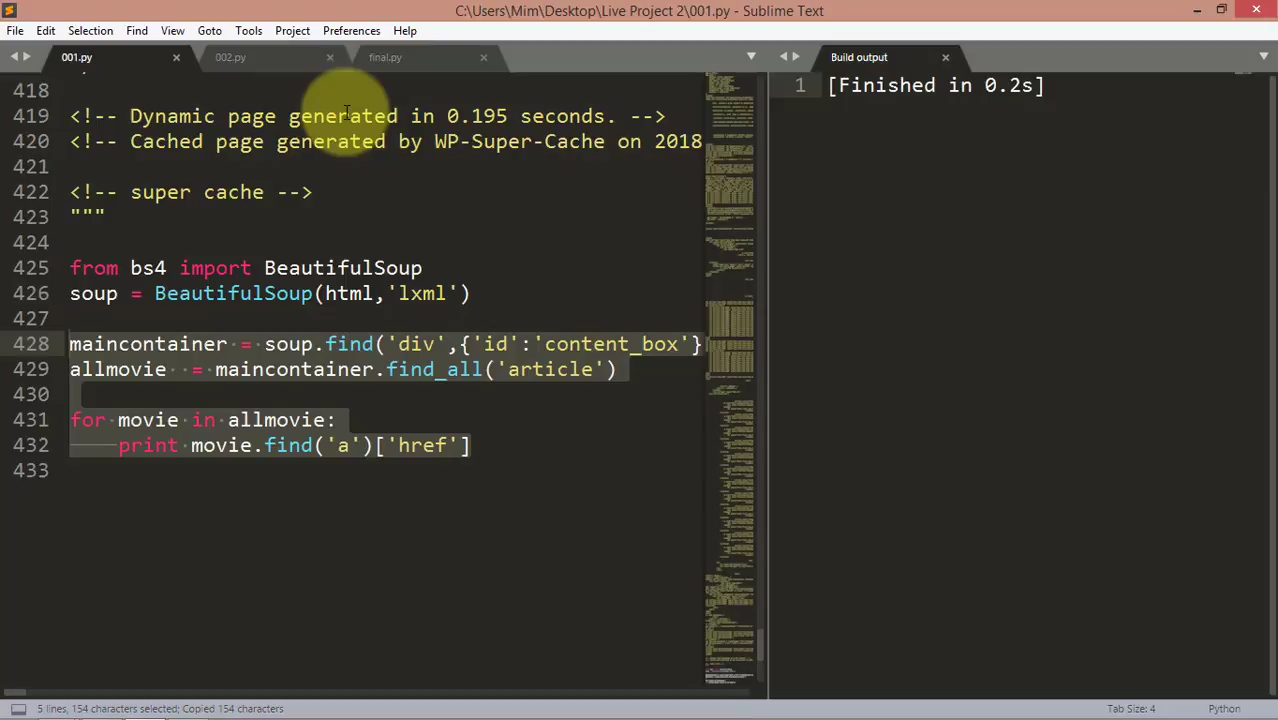 C:\Users\Mim\Desktop\Live Project 2\001.py - Sublime Text
File Edit Selection Find View Goto Tools Project Preferences Help
001.py 002.py final.py Build output
418
<!-- Dynamic page generated in 0.195 seconds. -->
420 <!-- Cached page generated by WP-Super-Cache on 2018
421
422 <!-- super cache -->
423 """
424
425 from bs4 import BeautifulSoup
426 soup = BeautifulSoup(html,'lxml')
427
428 maincontainer = soup.find('div',{'id':'content_box'}
429 allmovie = maincontainer.find_all('article')
430
431 for movie in allmovie:
432 print movie.find('a')['href']
433
1 [Finished in 0.2s]
5 lines, 154 characters selected; Copied 154 characters Tab Size: 4 Python